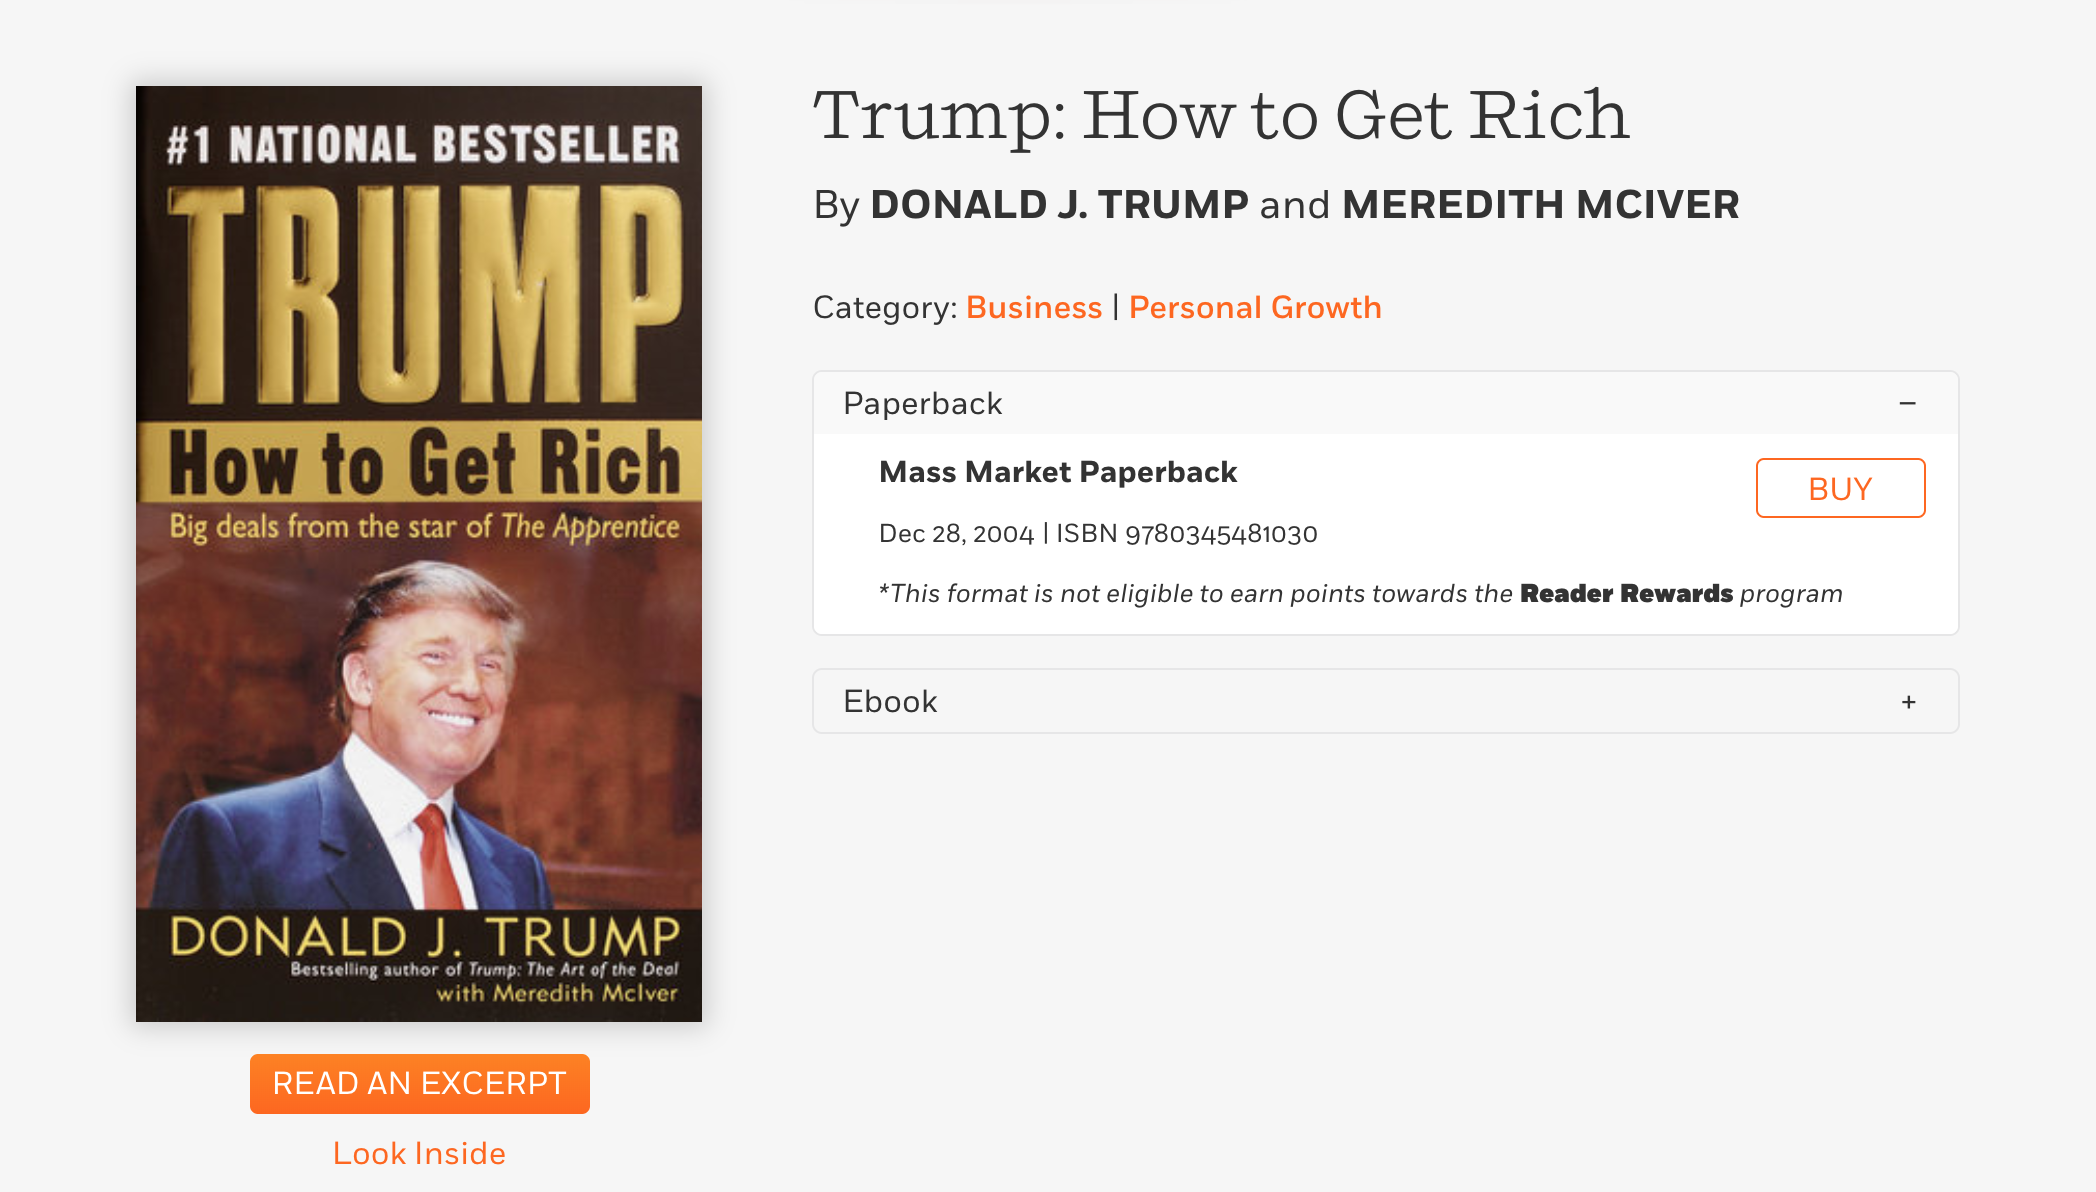 #1 NATIONAL BESTSELLER
TRUMP
How to Get Rich
Big deals from the star of The Apprentice
DONALD J. TRUMP
Bestselling author of Trump: The Art of the Deal
with Meredith McIver
READ AN EXCERPT
Look Inside
Trump: How to Get Rich
By DONALD J. TRUMP and MEREDITH MCIVER
Category: Business | Personal Growth
Paperback −
Mass Market Paperback
BUY
Dec 28, 2004 | ISBN 9780345481030
*This format is not eligible to earn points towards the Reader Rewards program
Ebook +